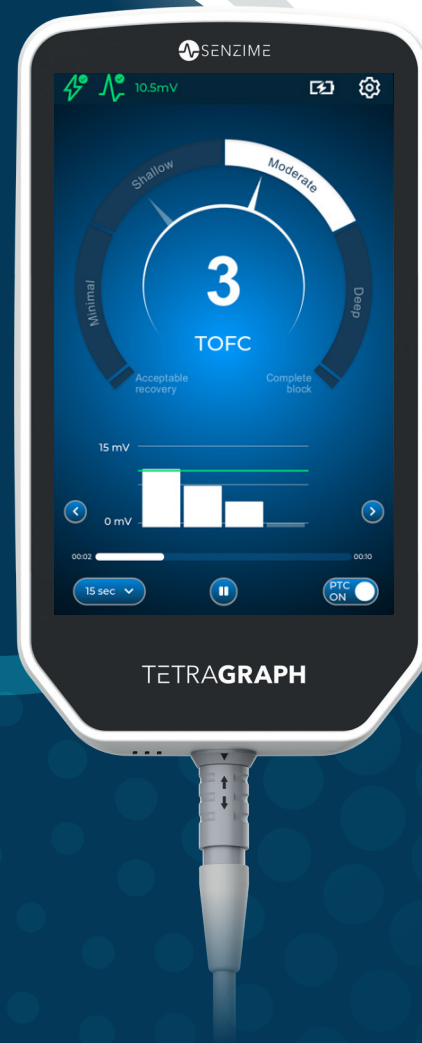 SENZIME
10.5mV
Shallow
Moderate
Minimal
Deep
3
TOFC
Acceptable
recovery
Complete
block
15 mV
0 mV
00:02
00:10
15 sec
PTC
ON
TETRAGRAPH